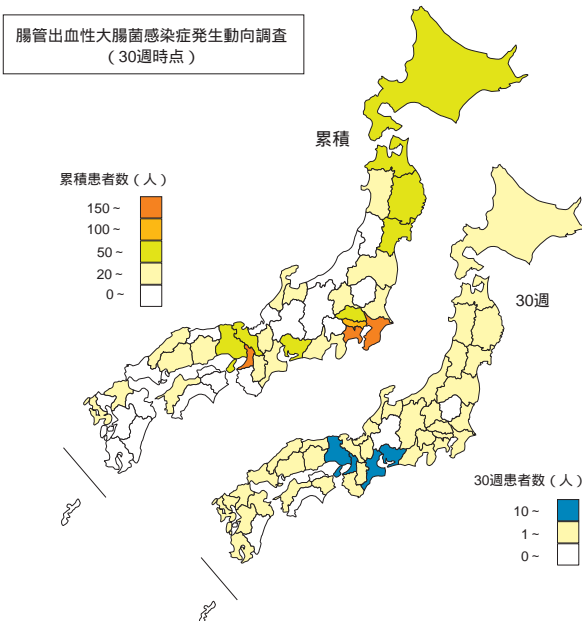 腸管出血性大腸菌感染症発生動向調査
（30週時点）
累積
累積患者数（人）
150~
100~
50~
20~
0~
30週
30週患者数（人）
10~
1~
0~